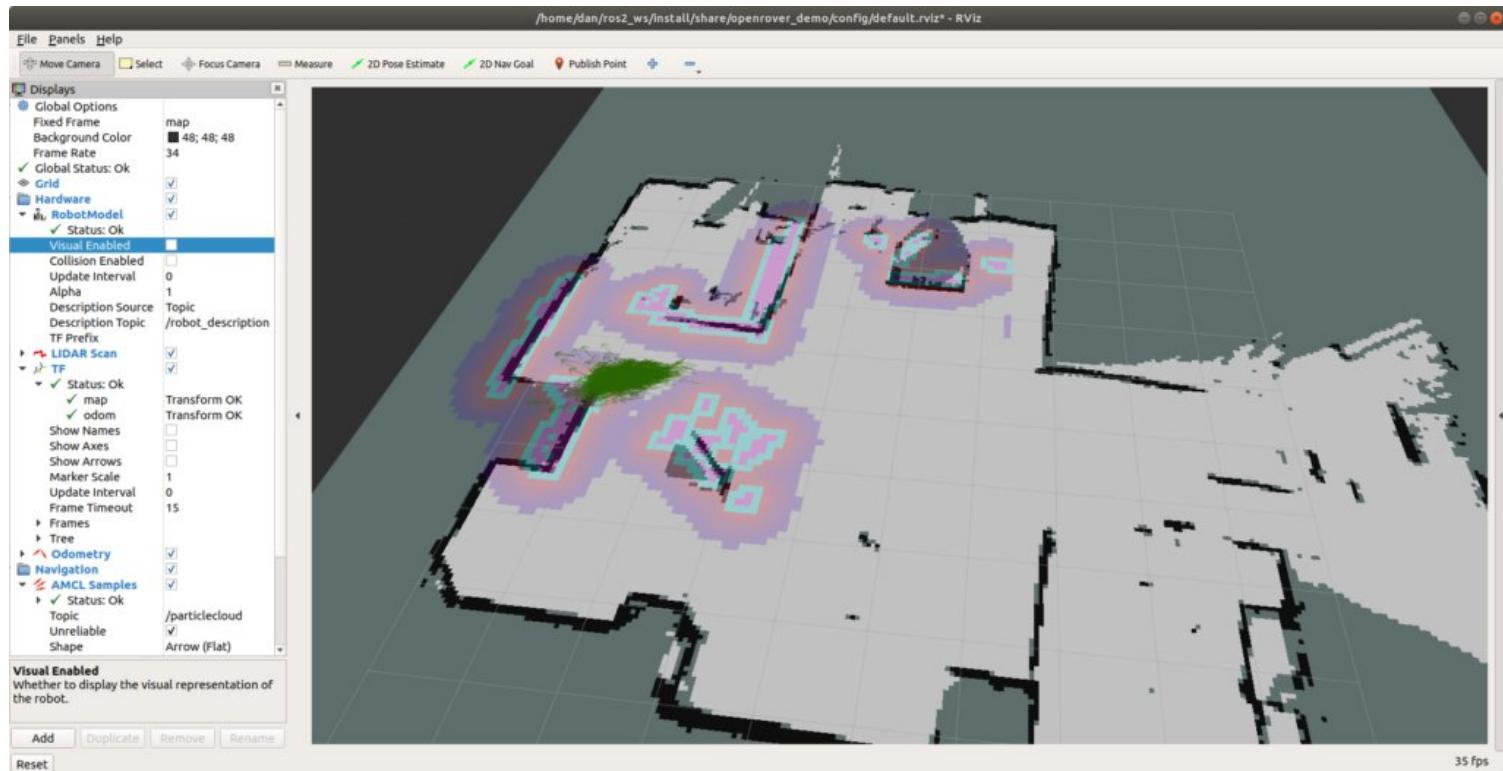 /home/dan/ros2_ws/install/share/openrover_demo/config/default.rviz* - RViz
File Panels Help
Move Camera Select Focus Camera Measure 2D Pose Estimate 2D Nav Goal Publish Point
Displays
Global Options
Fixed Frame map
Background Color 48; 48; 48
Frame Rate 34
Global Status: Ok
Grid
Hardware
RobotModel
Status: Ok
Visual Enabled
Collision Enabled
Update Interval 0
Alpha 1
Description Source Topic
Description Topic /robot_description
TF Prefix
LIDAR Scan
TF
Status: Ok
map Transform OK
odom Transform OK
Show Names
Show Axes
Show Arrows
Marker Scale 1
Update Interval 0
Frame Timeout 15
Frames
Tree
Odometry
Navigation
AMCL Samples
Status: Ok
Topic /particlecloud
Unreliable
Shape Arrow (Flat)
Visual Enabled
Whether to display the visual representation of
the robot.
Add Duplicate Remove Rename
Reset 35 fps